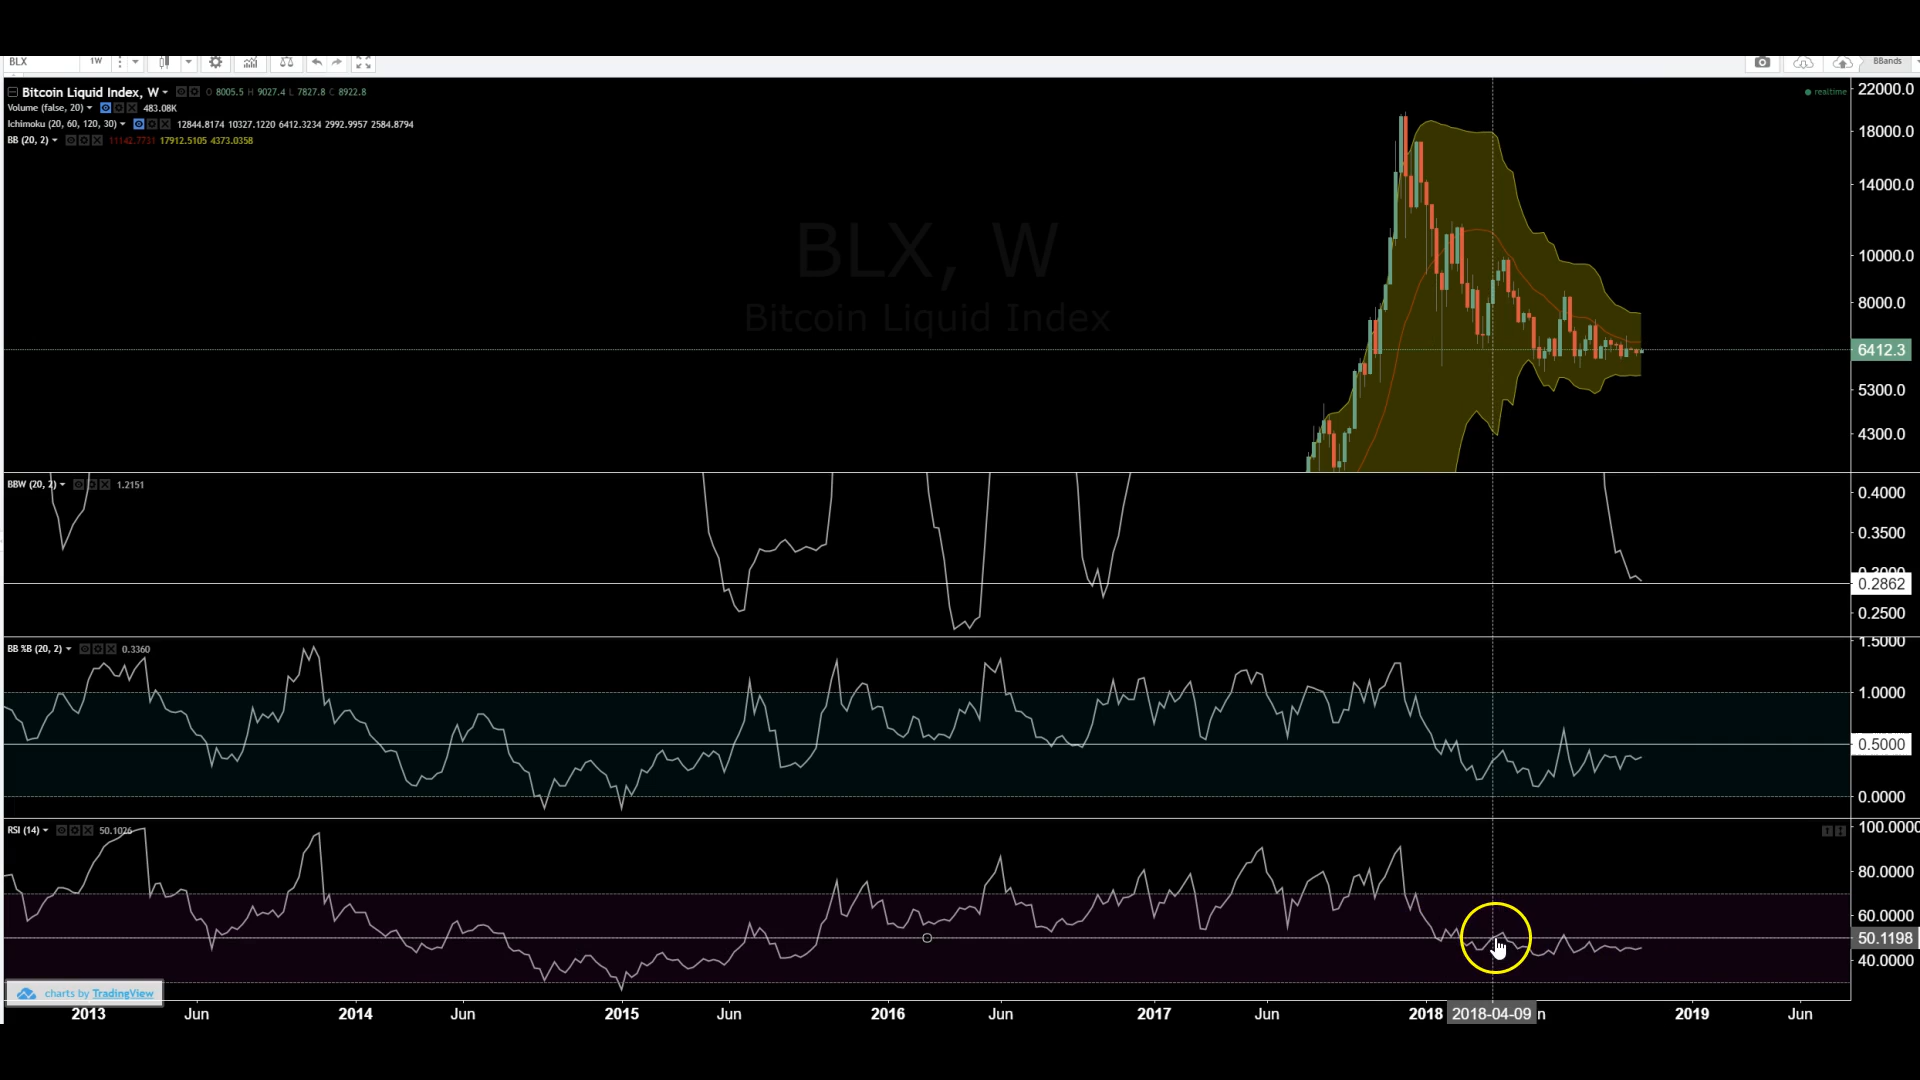 BLX 1W BBands
Bitcoin Liquid Index, W O 8005.5 H 9027.4 L 7827.8 C 8922.8
realtime
Volume (false, 20) 483.08K
Ichimoku (20, 60, 120, 30) 12844.8174 10327.1220 6412.3234 2992.9957 2584.8794
BB (20, 2) 11142.7731 17912.5105 4373.0358
BLX, W
Bitcoin Liquid Index
22000.0
18000.0
14000.0
10000.0
8000.0
6412.3
5300.0
4300.0
BBW (20, 2) 1.2151
0.4000
0.3500
0.3000
0.2862
0.2500
BB %B (20, 2) 0.3360
1.5000
1.0000
0.5000
0.0000
RSI (14) 50.1026
100.0000
80.0000
60.0000
50.1198
40.0000
charts by TradingView
2013 Jun 2014 Jun 2015 Jun 2016 Jun 2017 Jun 2018 2018-04-09 n 2019 Jun